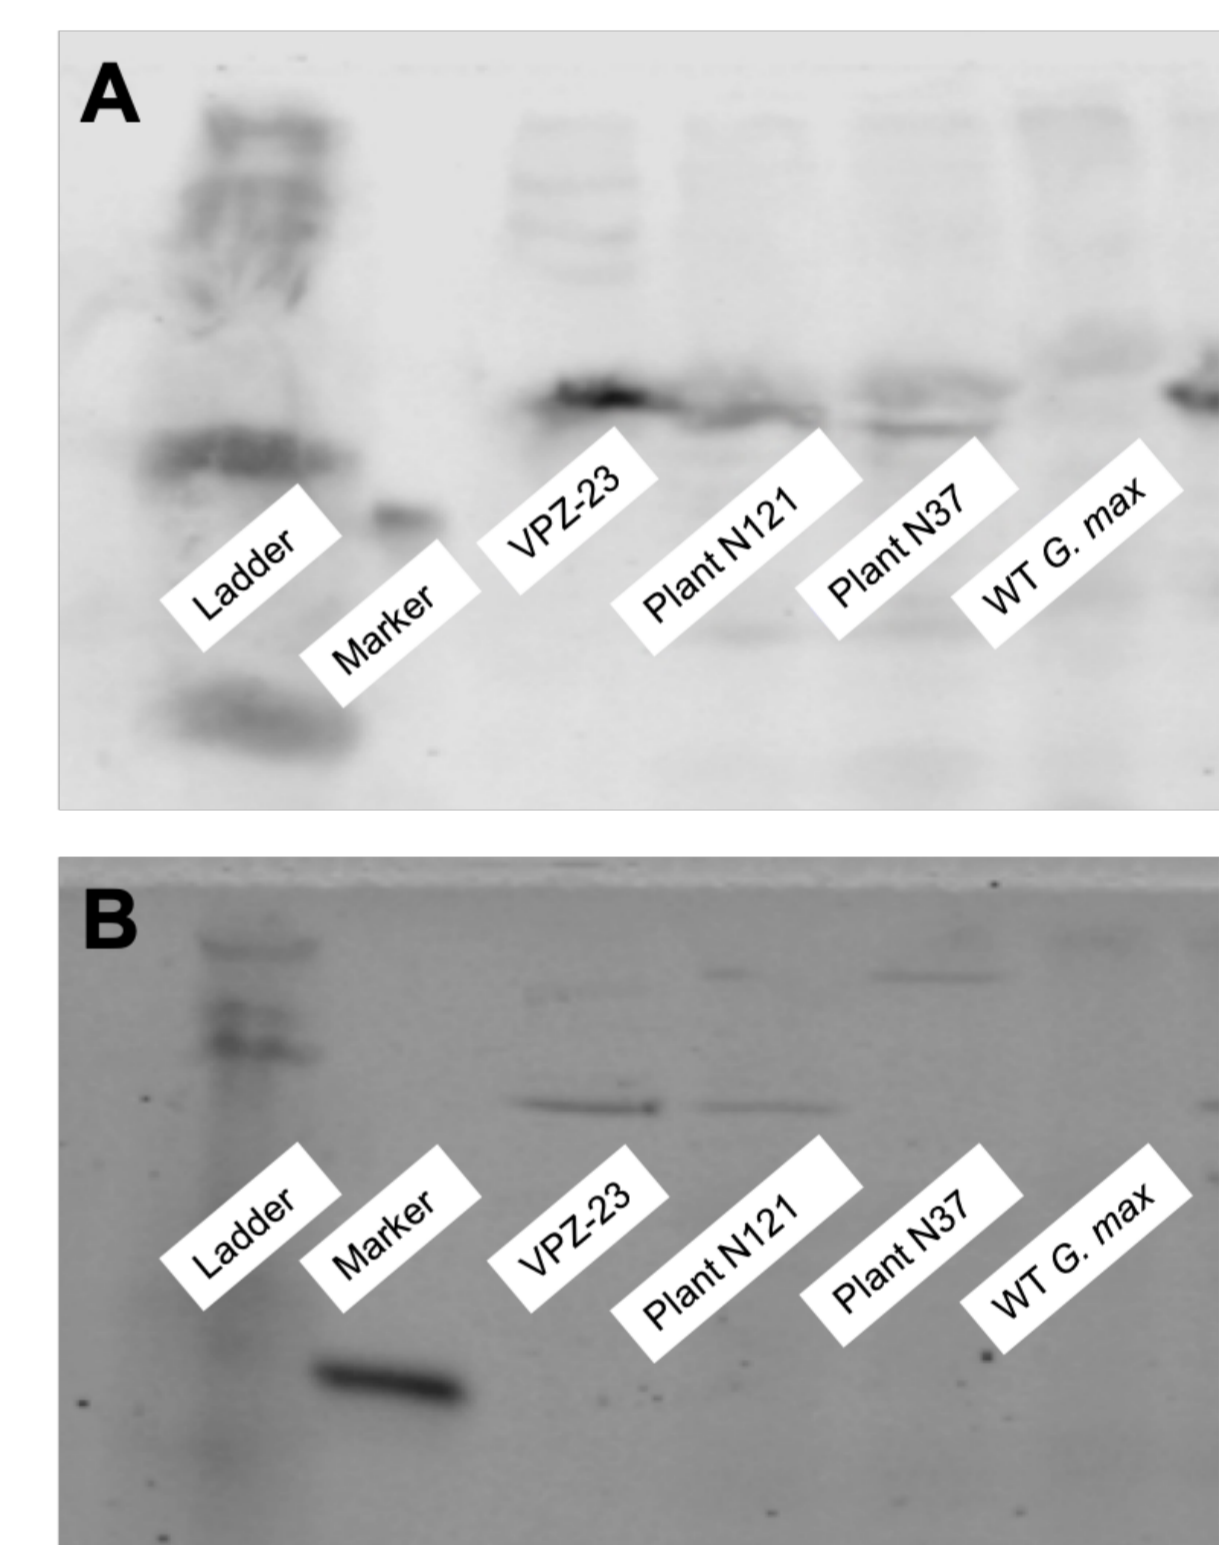 A
Ladder
Marker
VPZ-23
Plant N121
Plant N37
WT G. max
B
Ladder
Marker
VPZ-23
Plant N121
Plant N37
WT G. max